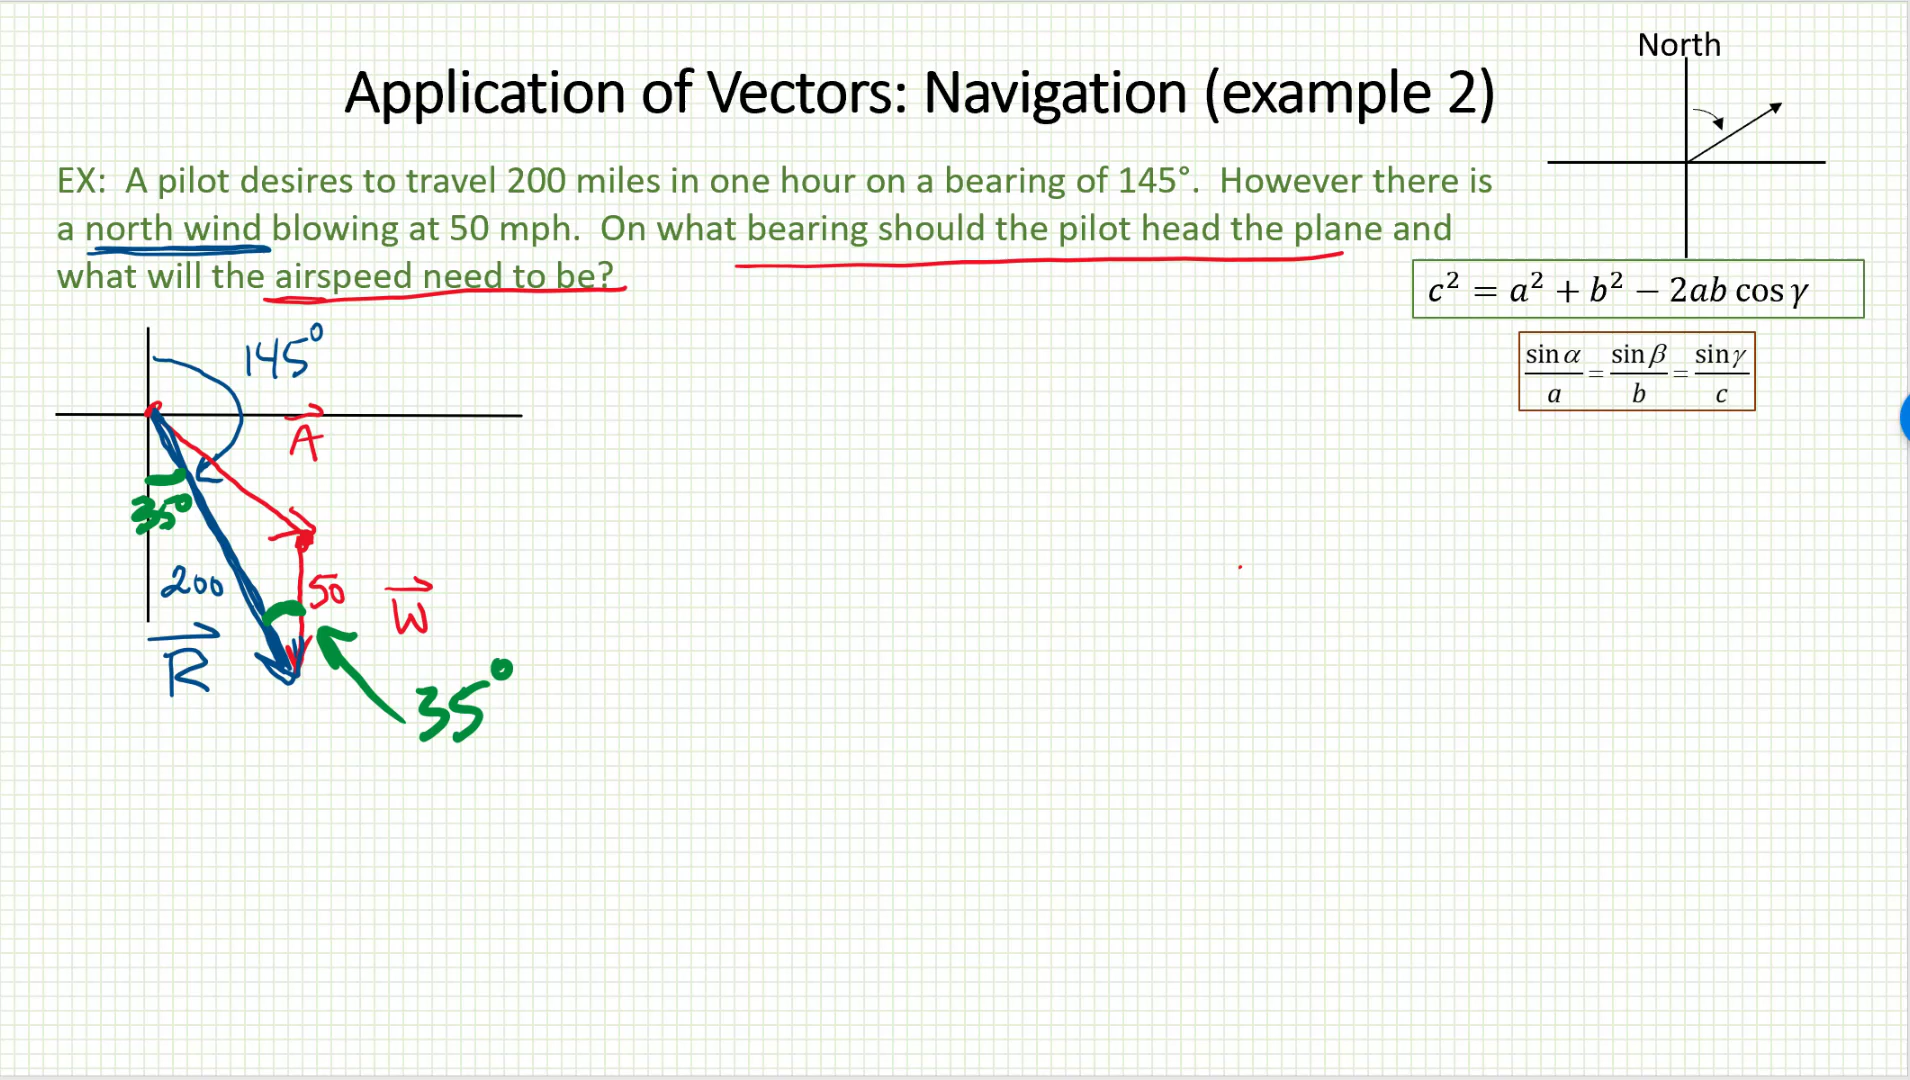 North
Application of Vectors: Navigation (example 2)
EX: A pilot desires to travel 200 miles in one hour on a bearing of 145°. However there is
a north wind blowing at 50 mph. On what bearing should the pilot head the plane and
what will the airspeed need to be?
c² = a² + b² − 2ab cos γ
sin α / a = sin β / b = sin γ / c
145°
A
35°
200
50
W
R
35°